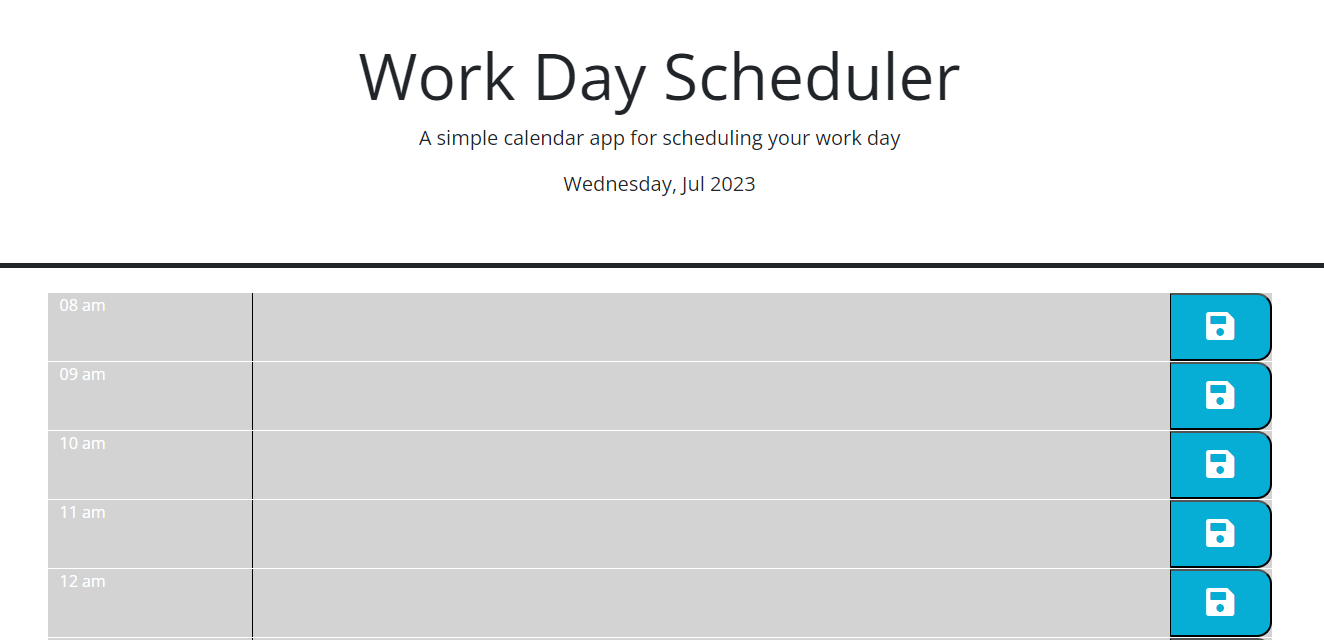 Work Day Scheduler
A simple calendar app for scheduling your work day
Wednesday, Jul 2023
08 am
09 am
10 am
11 am
12 am